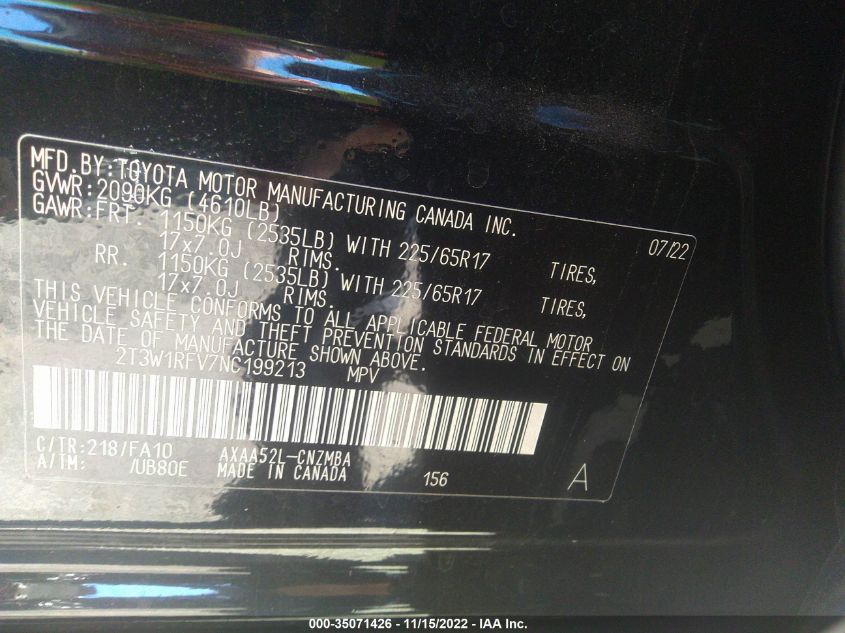 MFD.BY:TOYOTA MOTOR MANUFACTURING CANADA INC.
GVWR:2090KG (4610LB) 07/22
GAWR:FRT. 1150KG (2535LB) WITH 225/65R17 TIRES,
17x7.0J RIMS.
RR. 1150KG (2535LB) WITH 225/65R17 TIRES,
17x7.0J RIMS.
THIS VEHICLE CONFORMS TO ALL APPLICABLE FEDERAL MOTOR
VEHICLE SAFETY AND THEFT PREVENTION STANDARDS IN EFFECT ON
THE DATE OF MANUFACTURE SHOWN ABOVE.
2T3W1RFV7NC199213 MPV
C/TR:218/FA10 AXAA52L-CNZMBA
A/TM: /UB80E MADE IN CANADA 156 A
000-35071426 - 11/15/2022 - IAA Inc.